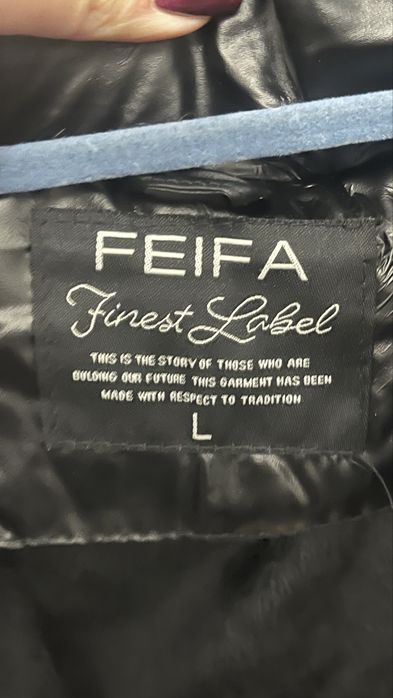 FEIFA
Finest Label
THIS IS THE STORY OF THOSE WHO ARE
BULDING OUR FUTURE THIS GARMENT HAS BEEN
MADE WITH RESPECT TO TRADITION
L